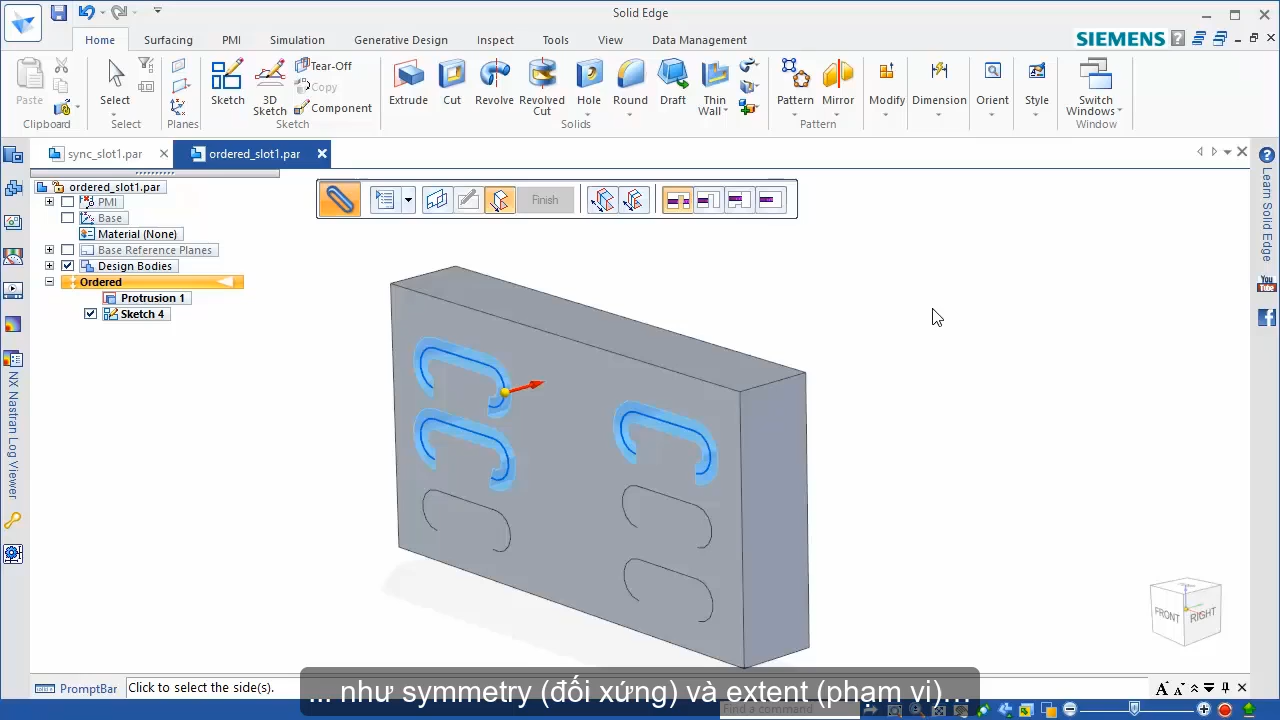 Solid Edge
Home Surfacing PMI Simulation Generative Design Inspect Tools View Data Management
SIEMENS
Paste
Select
Sketch
3D Sketch
Tear-Off
Copy
Component
Extrude
Cut
Revolve
Revolved Cut
Hole
Round
Draft
Thin Wall
Pattern
Mirror
Modify
Dimension
Orient
Style
Switch Windows
Clipboard Select Planes Sketch Solids Pattern Window
sync_slot1.par
ordered_slot1.par
ordered_slot1.par
PMI
Base
Material (None)
Base Reference Planes
Design Bodies
Ordered
Protrusion 1
Sketch 4
Finish
NX Nastran Log Viewer
Learn Solid Edge
You Tube
FRONT
RIGHT
PromptBar
Click to select the side(s).
... như symmetry (đối xứng) và extent (phạm vi)...
Find a command